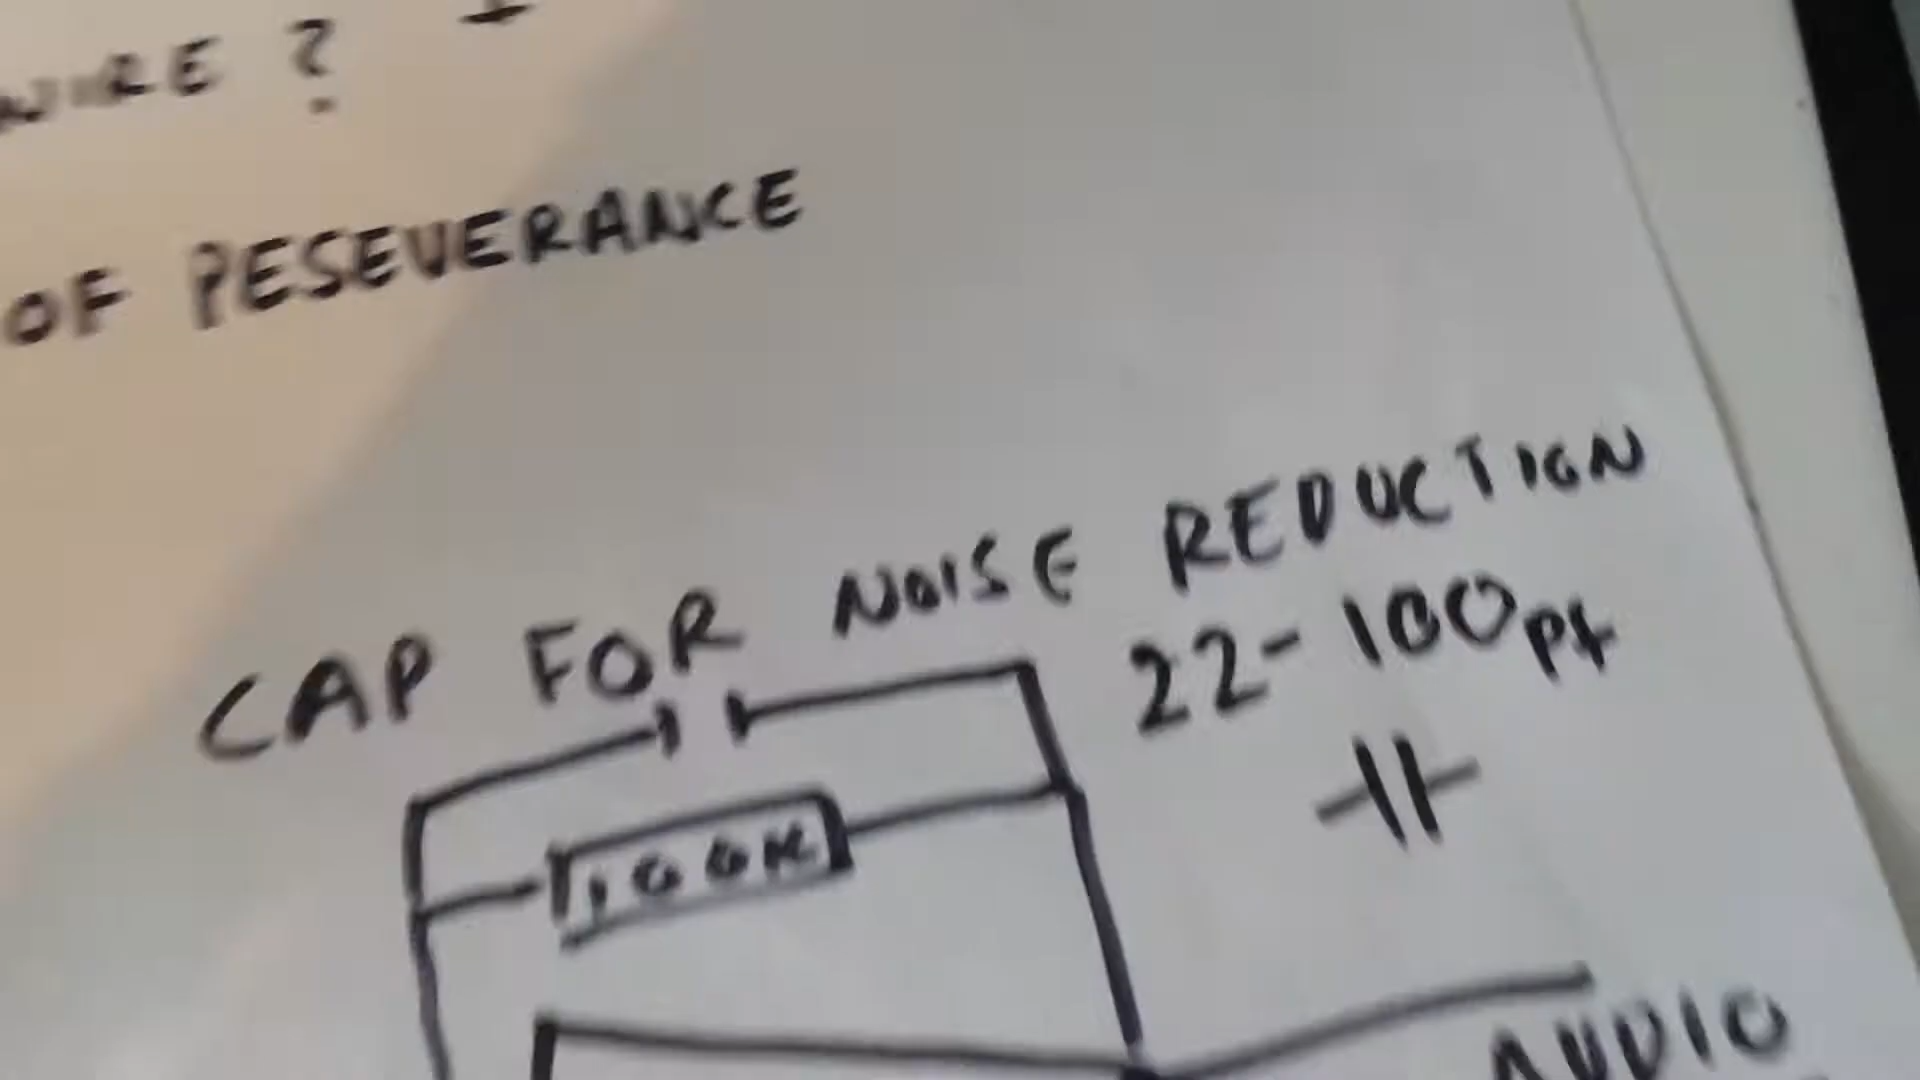 WIRE ?
OF PESEVERANCE
CAP FOR NOISE REDUCTION
22-100pf
100K
AUDIO